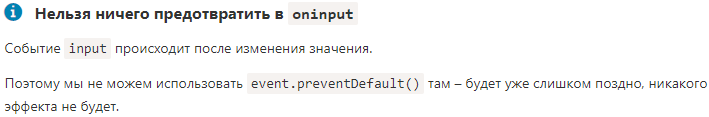 Нельзя ничего предотвратить в oninput
Событие input происходит после изменения значения.
Поэтому мы не можем использовать event.preventDefault() там – будет уже слишком поздно, никакого
эффекта не будет.